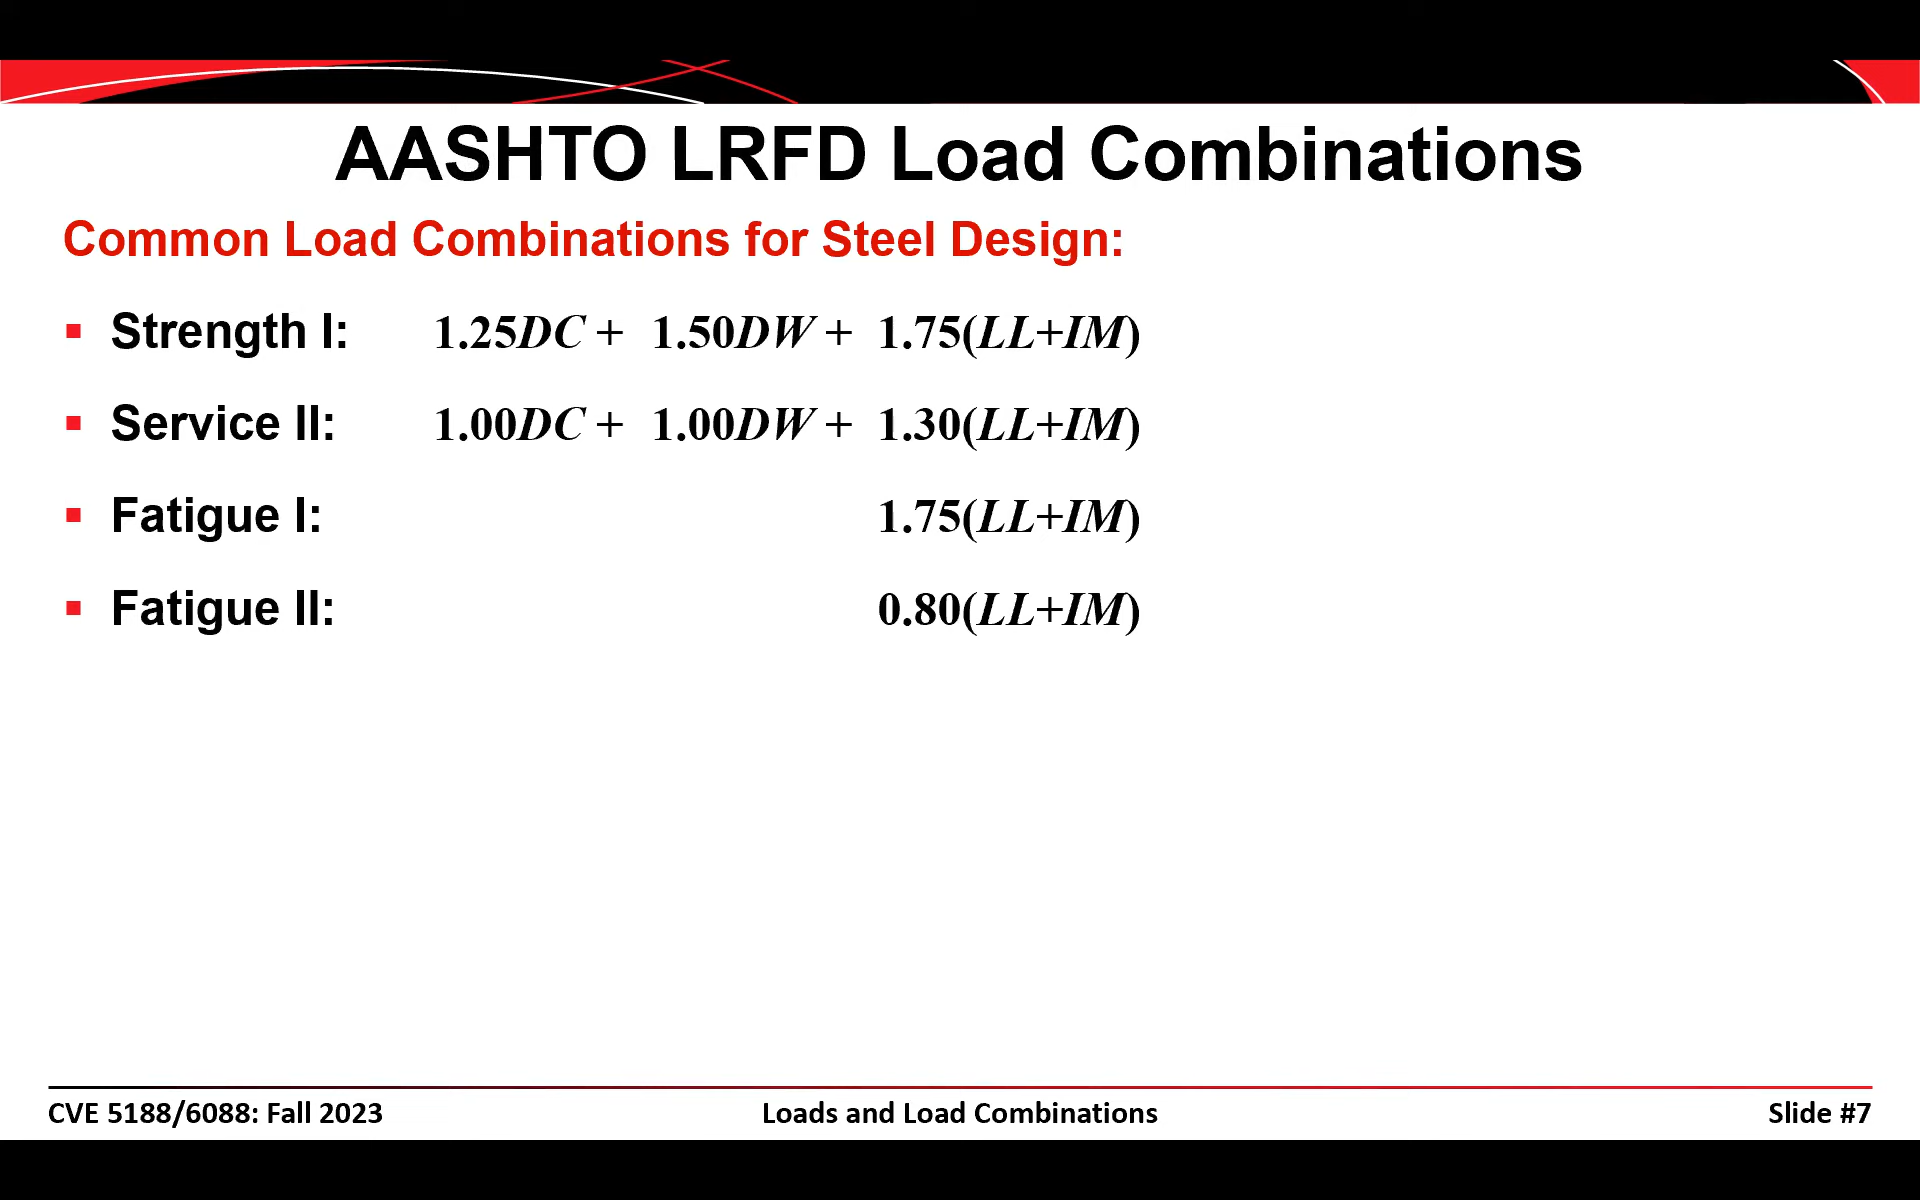 AASHTO LRFD Load Combinations
Common Load Combinations for Steel Design:
▪ Strength I: 1.25DC + 1.50DW + 1.75(LL+IM)
▪ Service II: 1.00DC + 1.00DW + 1.30(LL+IM)
▪ Fatigue I: 1.75(LL+IM)
▪ Fatigue II: 0.80(LL+IM)
CVE 5188/6088: Fall 2023 Loads and Load Combinations Slide #7